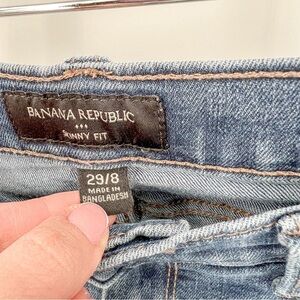 BANANA REPUBLIC
SKINNY FIT
29/8
MADE IN
BANGLADESH